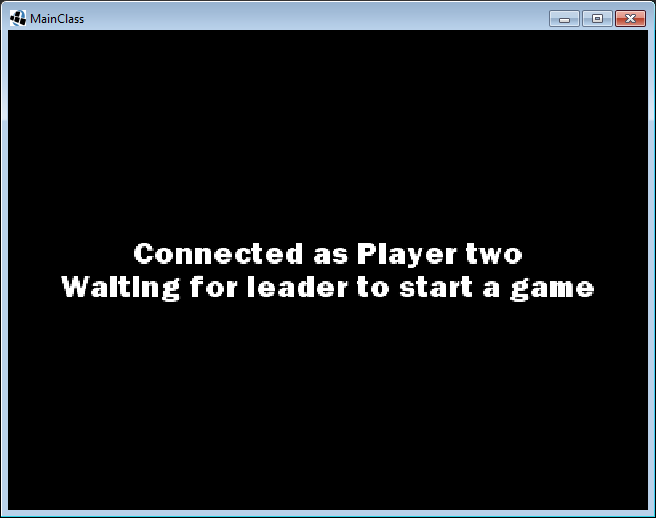 MainClass
Connected as Player two
Waiting for leader to start a game